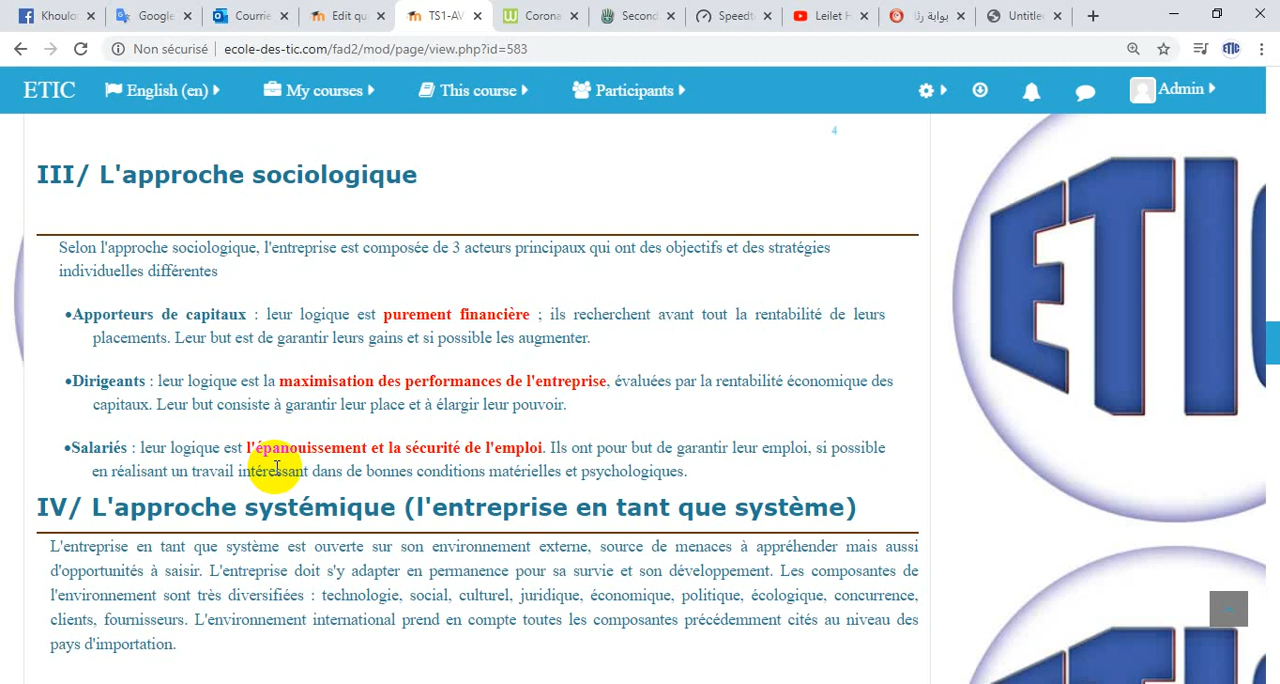 Khoulo
Google
Courrie
Edit qu
TS1-AV
Corona
Second
Speedt
Leilet H
بوابة رتا
Untitle
Non sécurisé | ecole-des-tic.com/fad2/mod/page/view.php?id=583
ETIC English (en) My courses This course Participants Admin
4
III/ L'approche sociologique
Selon l'approche sociologique, l'entreprise est composée de 3 acteurs principaux qui ont des objectifs et des stratégies
individuelles différentes
•Apporteurs de capitaux : leur logique est purement financière ; ils recherchent avant tout la rentabilité de leurs
placements. Leur but est de garantir leurs gains et si possible les augmenter.
•Dirigeants : leur logique est la maximisation des performances de l'entreprise, évaluées par la rentabilité économique des
capitaux. Leur but consiste à garantir leur place et à élargir leur pouvoir.
•Salariés : leur logique est l'épanouissement et la sécurité de l'emploi. Ils ont pour but de garantir leur emploi, si possible
en réalisant un travail intéressant dans de bonnes conditions matérielles et psychologiques.
IV/ L'approche systémique (l'entreprise en tant que système)
L'entreprise en tant que système est ouverte sur son environnement externe, source de menaces à appréhender mais aussi
d'opportunités à saisir. L'entreprise doit s'y adapter en permanence pour sa survie et son développement. Les composantes de
l'environnement sont très diversifiées : technologie, social, culturel, juridique, économique, politique, écologique, concurrence,
clients, fournisseurs. L'environnement international prend en compte toutes les composantes précédemment cités au niveau des
pays d'importation.
ETIC